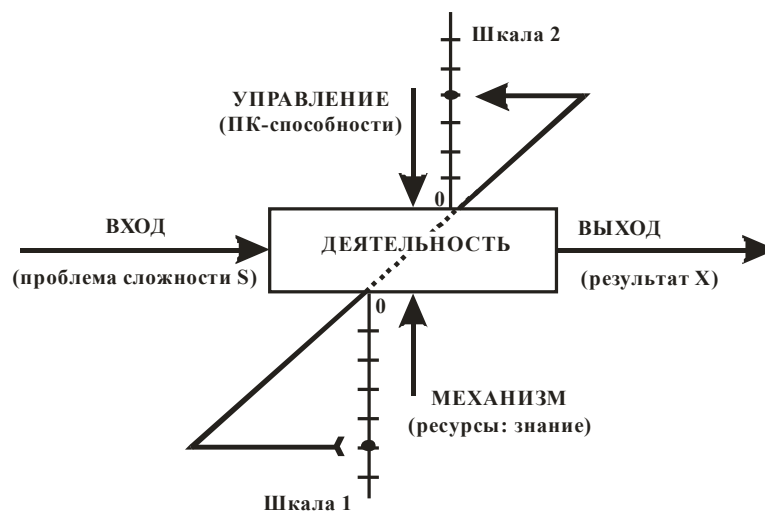 Шкала 2
УПРАВЛЕНИЕ
(ПК-способности)
0
ВХОД
ДЕЯТЕЛЬНОСТЬ
ВЫХОД
(проблема сложности S)
(результат X)
0
МЕХАНИЗМ
(ресурсы: знание)
Шкала 1